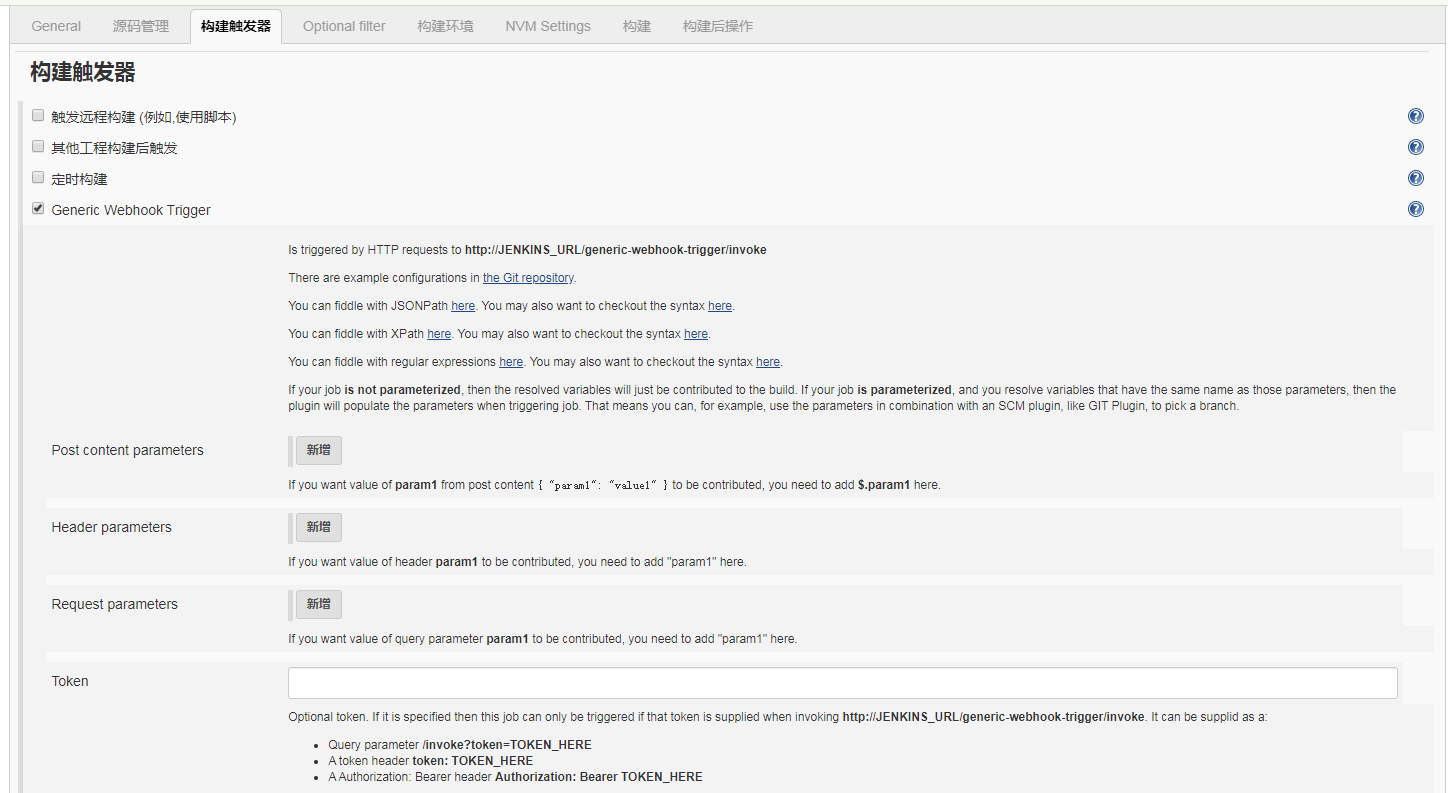 General 源码管理 构建触发器 Optional filter 构建环境 NVM Settings 构建 构建后操作
构建触发器
触发远程构建 (例如,使用脚本)
其他工程构建后触发
定时构建
Generic Webhook Trigger
Is triggered by HTTP requests to http://JENKINS_URL/generic-webhook-trigger/invoke
There are example configurations in the Git repository.
You can fiddle with JSONPath here. You may also want to checkout the syntax here.
You can fiddle with XPath here. You may also want to checkout the syntax here.
You can fiddle with regular expressions here. You may also want to checkout the syntax here.
If your job is not parameterized, then the resolved variables will just be contributed to the build. If your job is parameterized, and you resolve variables that have the same name as those parameters, then the
plugin will populate the parameters when triggering job. That means you can, for example, use the parameters in combination with an SCM plugin, like GIT Plugin, to pick a branch.
Post content parameters 新增
If you want value of param1 from post content { "param1": "value1" } to be contributed, you need to add $.param1 here.
Header parameters 新增
If you want value of header param1 to be contributed, you need to add "param1" here.
Request parameters 新增
If you want value of query parameter param1 to be contributed, you need to add "param1" here.
Token
Optional token. If it is specified then this job can only be triggered if that token is supplied when invoking http://JENKINS_URL/generic-webhook-trigger/invoke. It can be supplid as a:
• Query parameter /invoke?token=TOKEN_HERE
• A token header token: TOKEN_HERE
• A Authorization: Bearer header Authorization: Bearer TOKEN_HERE